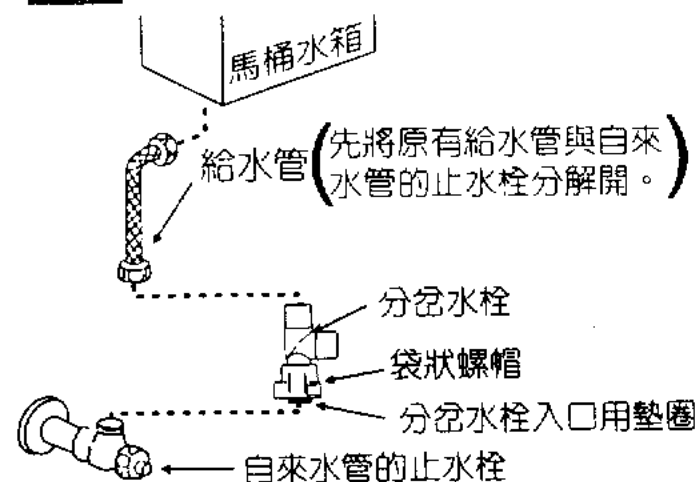 馬桶水箱
給水管(先將原有給水管與自來
水管的止水栓分解開。)
分岔水栓
袋狀螺帽
分岔水栓入口用墊圈
自來水管的止水栓